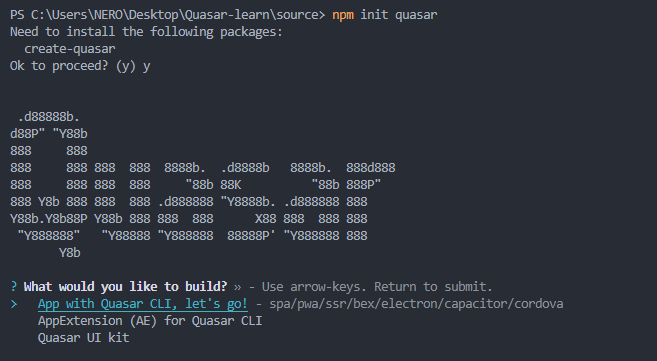 PS C:\Users\NERO\Desktop\Quasar-learn\source> npm init quasar
Need to install the following packages:
  create-quasar
Ok to proceed? (y) y

 .d88888b.
d88P" "Y88b
888     888
888     888 888  888  8888b.  .d8888b   8888b.  888d888
888     888 888  888     "88b 88K          "88b 888P"
888 Y8b 888 888  888 .d888888 "Y8888b. .d888888 888
Y88b.Y8b88P Y88b 888 888  888      X88 888  888 888
 "Y888888"   "Y88888 "Y888888  88888P' "Y888888 888
       Y8b

? What would you like to build? » - Use arrow-keys. Return to submit.
>   App with Quasar CLI, let's go! - spa/pwa/ssr/bex/electron/capacitor/cordova
    AppExtension (AE) for Quasar CLI
    Quasar UI kit